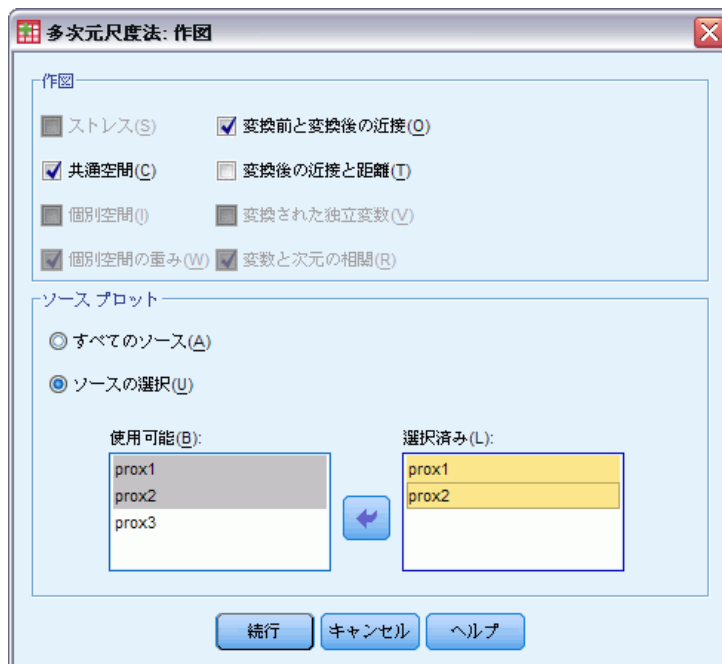 多次元尺度法: 作図
作図
ストレス(S) 変換前と変換後の近接(O)
共通空間(C) 変換後の近接と距離(T)
個別空間(I) 変換された独立変数(V)
個別空間の重み(W) 変数と次元の相関(R)
ソース プロット
すべてのソース(A)
ソースの選択(U)
使用可能(B): 選択済み(L):
prox1 prox1
prox2 prox2
prox3
続行 キャンセル ヘルプ